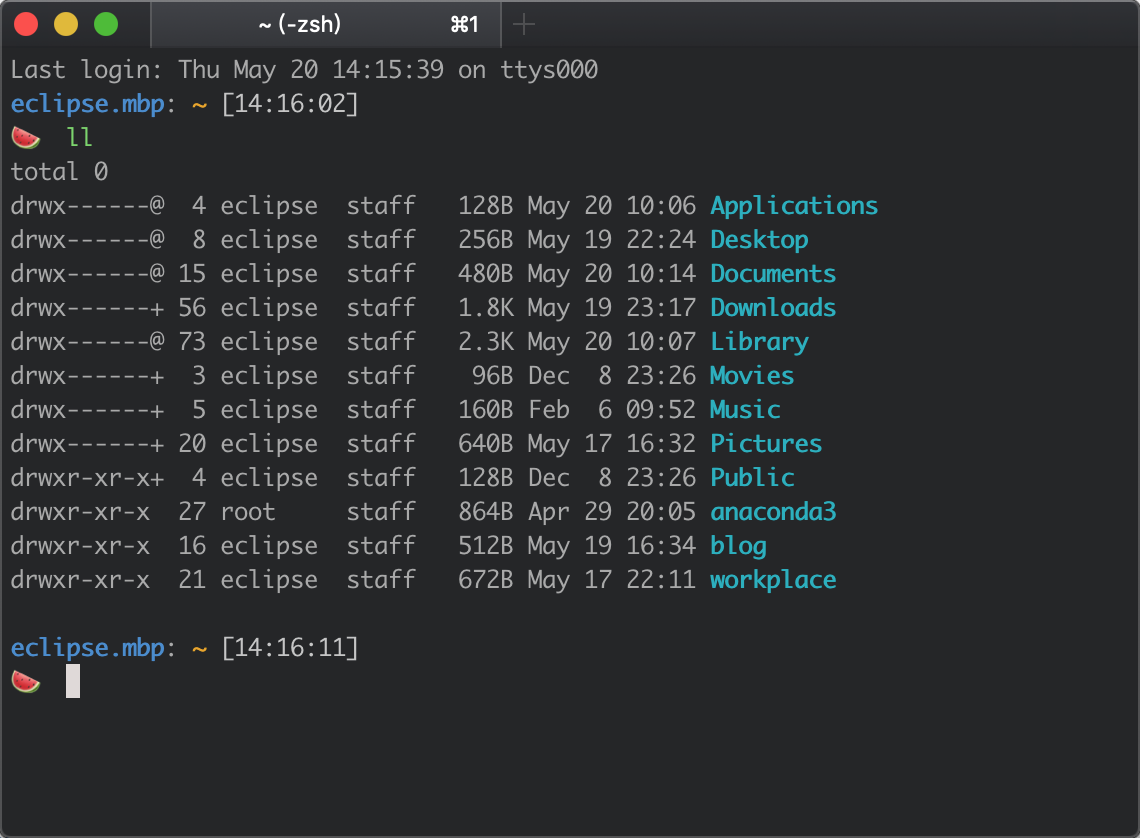 ~ (-zsh) ⌘1
Last login: Thu May 20 14:15:39 on ttys000
eclipse.mbp: ~ [14:16:02]
🍉  ll
total 0
drwx------@  4 eclipse  staff   128B May 20 10:06 Applications
drwx------@  8 eclipse  staff   256B May 19 22:24 Desktop
drwx------@ 15 eclipse  staff   480B May 20 10:14 Documents
drwx------+ 56 eclipse  staff   1.8K May 19 23:17 Downloads
drwx------@ 73 eclipse  staff   2.3K May 20 10:07 Library
drwx------+  3 eclipse  staff    96B Dec  8 23:26 Movies
drwx------+  5 eclipse  staff   160B Feb  6 09:52 Music
drwx------+ 20 eclipse  staff   640B May 17 16:32 Pictures
drwxr-xr-x+  4 eclipse  staff   128B Dec  8 23:26 Public
drwxr-xr-x  27 root     staff   864B Apr 29 20:05 anaconda3
drwxr-xr-x  16 eclipse  staff   512B May 19 16:34 blog
drwxr-xr-x  21 eclipse  staff   672B May 17 22:11 workplace
eclipse.mbp: ~ [14:16:11]
🍉